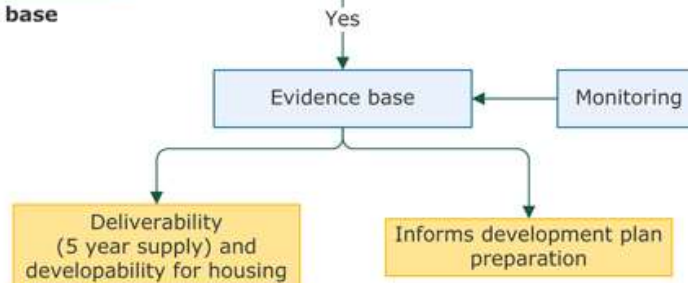 base
Yes
Evidence base
Monitoring
Deliverability
(5 year supply) and
developability for housing
Informs development plan
preparation